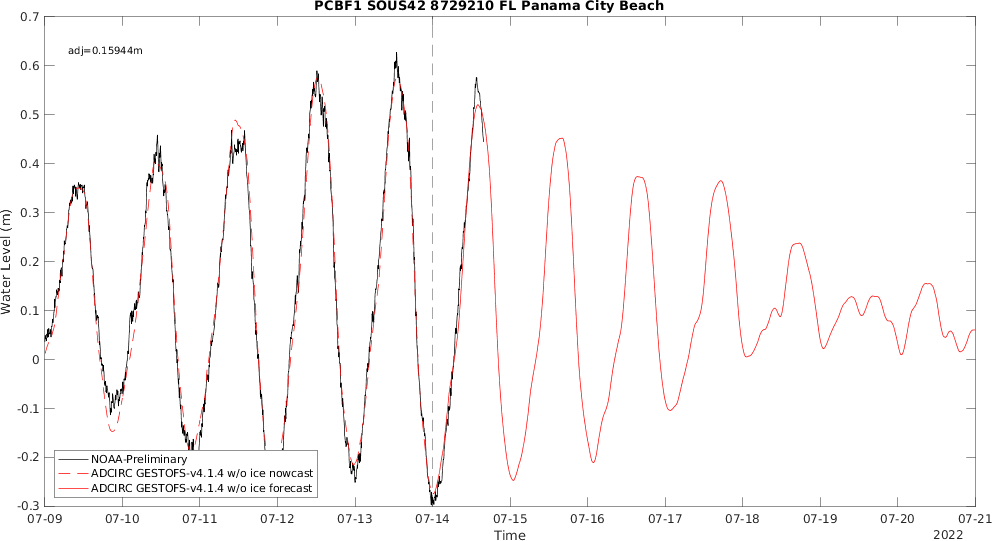 PCBF1 SOUS42 8729210 FL Panama City Beach
adj=0.15944m
Water Level (m)
0.7
0.6
0.5
0.4
0.3
0.2
0.1
0
-0.1
-0.2
-0.3
NOAA-Preliminary
ADCIRC GESTOFS-v4.1.4 w/o ice nowcast
ADCIRC GESTOFS-v4.1.4 w/o ice forecast
07-09 07-10 07-11 07-12 07-13 07-14 07-15 07-16 07-17 07-18 07-19 07-20 07-21
Time
2022